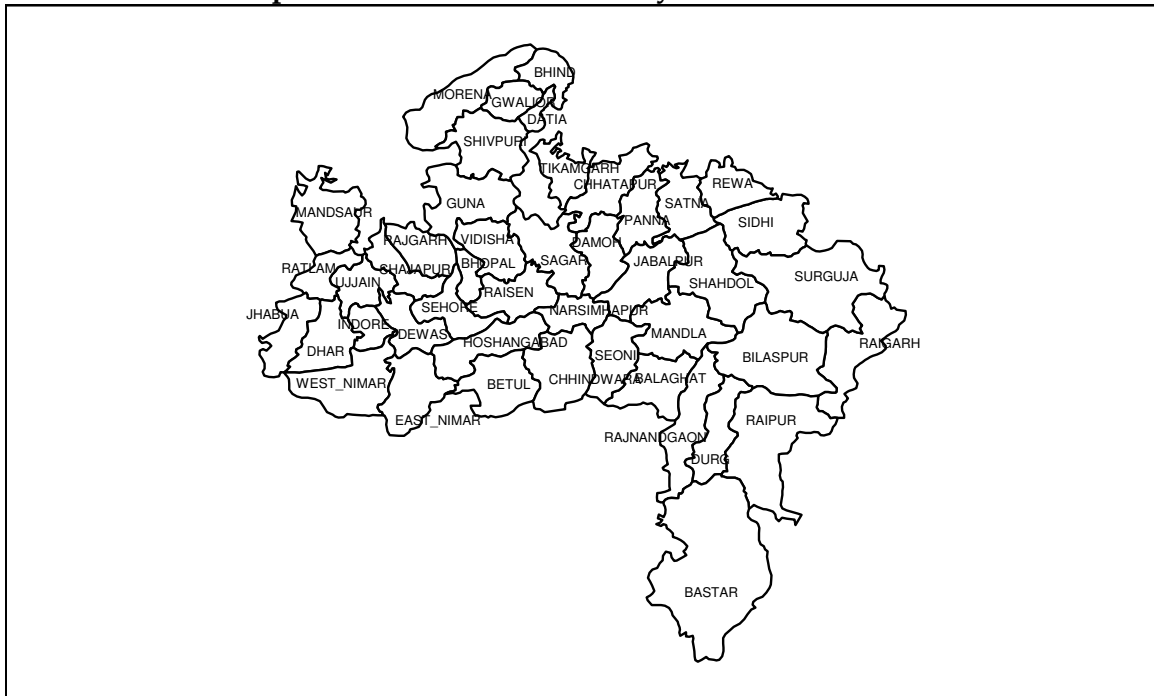 BHIND
MORENA
GWALIOR
DATIA
SHIVPURI
TIKAMGARH
CHHATAPUR
REWA
SATNA
GUNA
MANDSAUR
PANNA
SIDHI
RAJGARH
VIDISHA
DAMOH
SAGAR
JABALPUR
BHOPAL
RATLAM
SHAJAPUR
SURGUJA
UJJAIN
SHAHDOL
RAISEN
SEHORE
NARSIMHAPUR
JHABUA
INDORE
DEWAS
MANDLA
HOSHANGABAD
RAIGARH
DHAR
SEONI
BILASPUR
WEST_NIMAR
BETUL
CHHINDWARA
BALAGHAT
EAST_NIMAR
RAIPUR
RAJNANDGAON
DURG
BASTAR